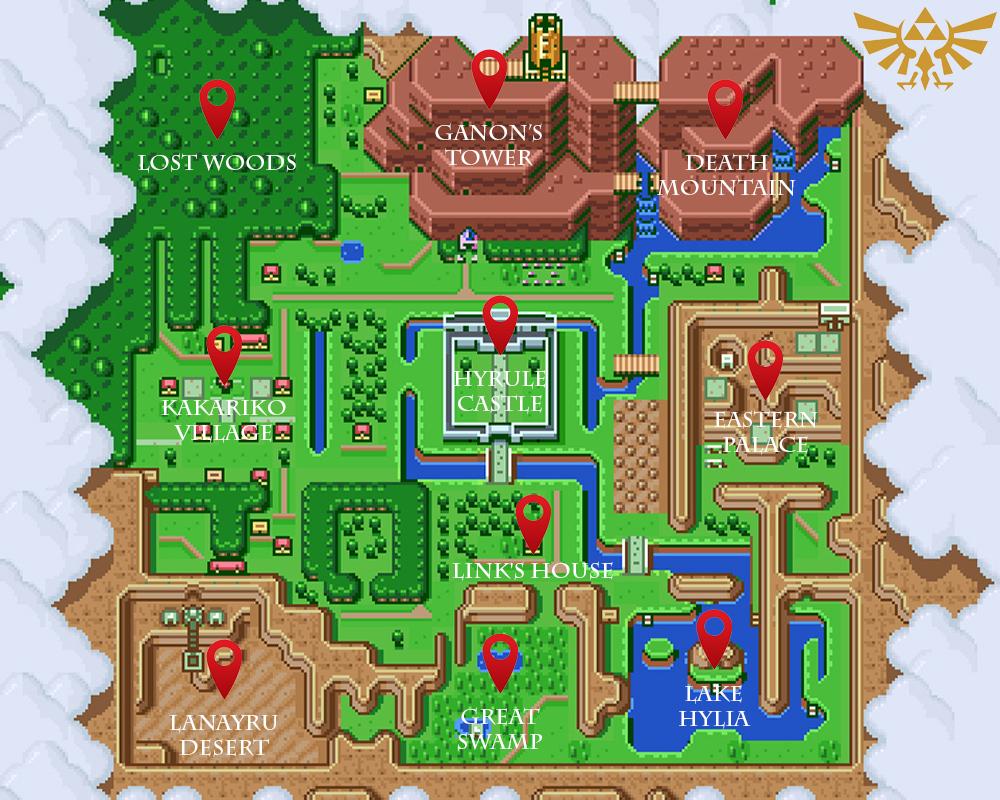 LOST WOODS
GANON'S
TOWER
DEATH
MOUNTAIN
HYRULE
CASTLE
KAKARIKO
VILLAGE
EASTERN
PALACE
LINK'S HOUSE
LANAYRU
DESERT
GREAT
SWAMP
LAKE
HYLIA